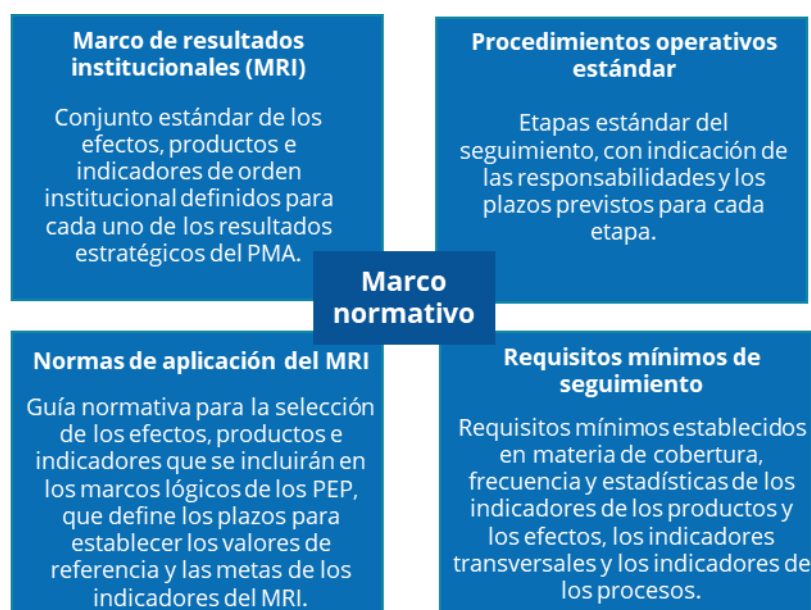 Marco de resultados
institucionales (MRI)
Conjunto estándar de los
efectos, productos e
indicadores de orden
institucional definidos para
cada uno de los resultados
estratégicos del PMA.
Procedimientos operativos
estándar
Etapas estándar del
seguimiento, con indicación de
las responsabilidades y los
plazos previstos para cada
etapa.
Marco
normativo
Normas de aplicación del MRI
Guía normativa para la selección
de los efectos, productos e
indicadores que se incluirán en
los marcos lógicos de los PEP,
que define los plazos para
establecer los valores de
referencia y las metas de los
indicadores del MRI.
Requisitos mínimos de
seguimiento
Requisitos mínimos establecidos
en materia de cobertura,
frecuencia y estadísticas de los
indicadores de los productos y
los efectos, los indicadores
transversales y los indicadores de
los procesos.